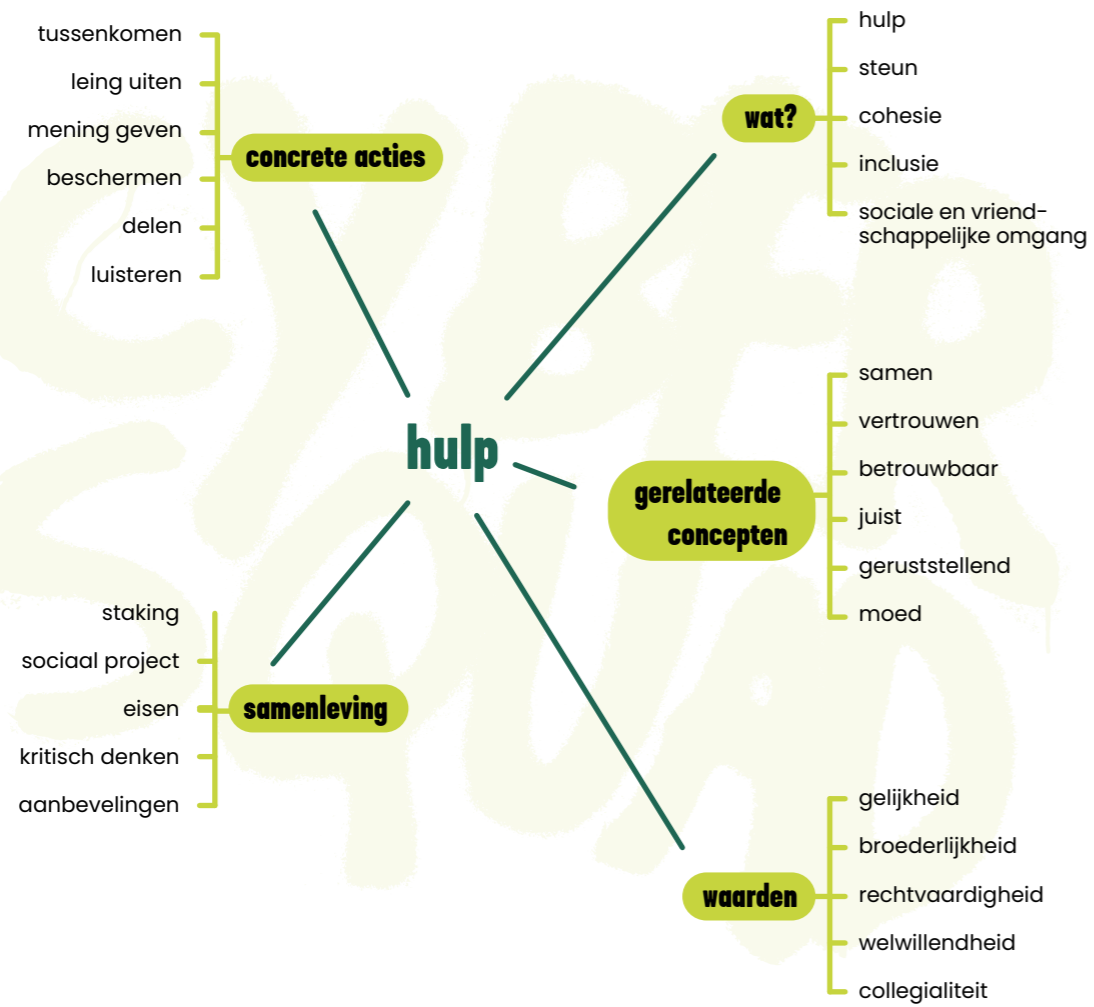 tussenkomen
leing uiten
mening geven
beschermen
delen
luisteren
concrete acties
wat?
hulp
steun
cohesie
inclusie
sociale en vriend-
schappelijke omgang
hulp
gerelateerde
concepten
samen
vertrouwen
betrouwbaar
juist
geruststellend
moed
staking
sociaal project
eisen
kritisch denken
aanbevelingen
samenleving
waarden
gelijkheid
broederlijkheid
rechtvaardigheid
welwillendheid
collegialiteit
CYBER
SQUAD